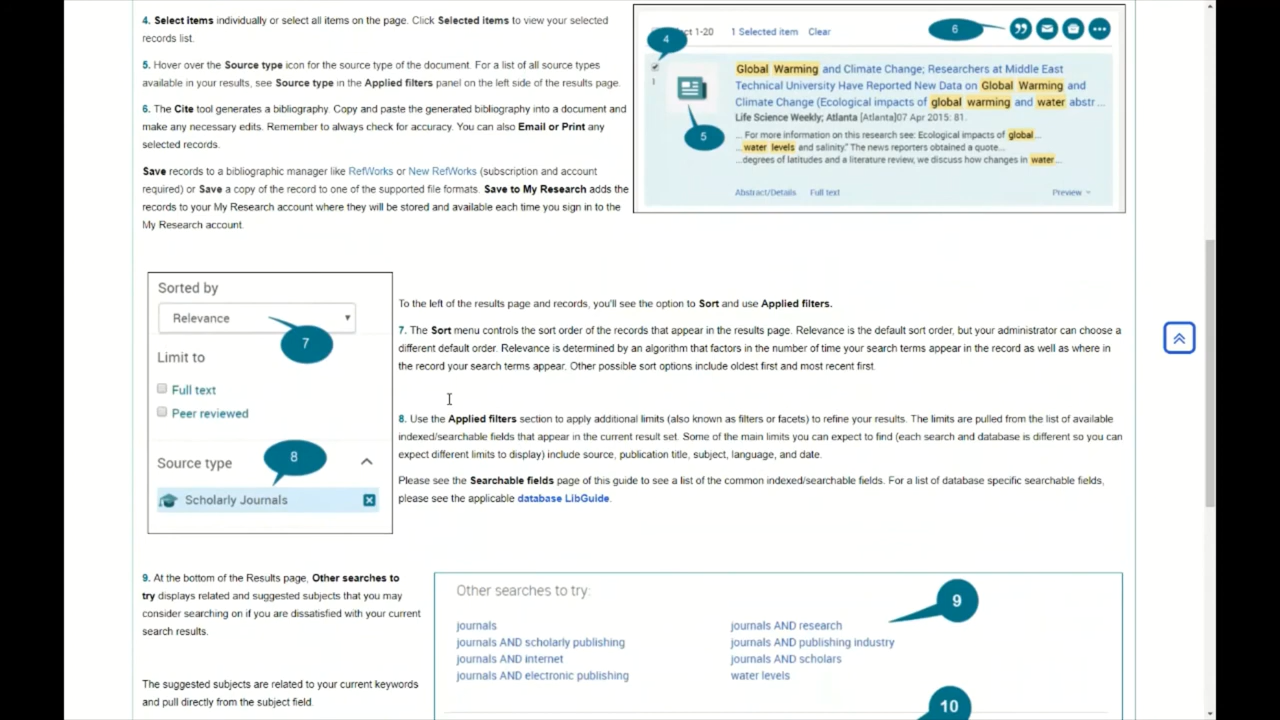 4. Select items individually or select all items on the page. Click Selected items to view your selected
records list.
5. Hover over the Source type icon for the source type of the document. For a list of all source types
available in your results, see Source type in the Applied filters panel on the left side of the results page.
6. The Cite tool generates a bibliography. Copy and paste the generated bibliography into a document and
make any necessary edits. Remember to always check for accuracy. You can also Email or Print any
selected records.
Save records to a bibliographic manager like RefWorks or New RefWorks (subscription and account
required) or Save a copy of the record to one of the supported file formats. Save to My Research adds the
records to your My Research account where they will be stored and available each time you sign in to the
My Research account.
4
1-20 1 Selected item Clear
6
1
5
Global Warming and Climate Change; Researchers at Middle East
Technical University Have Reported New Data on Global Warming and
Climate Change (Ecological impacts of global warming and water abstr ...
Life Science Weekly; Atlanta [Atlanta]07 Apr 2015: 81.
... For more information on this research see: Ecological impacts of global...
... water levels and salinity." The news reporters obtained a quote...
...degrees of latitudes and a literature review, we discuss how changes in water...
Abstract/Details Full text Preview
Sorted by
Relevance
7
Limit to
Full text
Peer reviewed
Source type
8
Scholarly Journals
To the left of the results page and records, you'll see the option to Sort and use Applied filters.
7. The Sort menu controls the sort order of the records that appear in the results page. Relevance is the default sort order, but your administrator can choose a
different default order. Relevance is determined by an algorithm that factors in the number of time your search terms appear in the record as well as where in
the record your search terms appear. Other possible sort options include oldest first and most recent first.
8. Use the Applied filters section to apply additional limits (also known as filters or facets) to refine your results. The limits are pulled from the list of available
indexed/searchable fields that appear in the current result set. Some of the main limits you can expect to find (each search and database is different so you can
expect different limits to display) include source, publication title, subject, language, and date.
Please see the Searchable fields page of this guide to see a list of the common indexed/searchable fields. For a list of database specific searchable fields,
please see the applicable database LibGuide.
9. At the bottom of the Results page, Other searches to
try displays related and suggested subjects that you may
consider searching on if you are dissatisfied with your current
search results.
The suggested subjects are related to your current keywords
and pull directly from the subject field.
Other searches to try:
9
journals
journals AND scholarly publishing
journals AND internet
journals AND electronic publishing
journals AND research
journals AND publishing industry
journals AND scholars
water levels
10